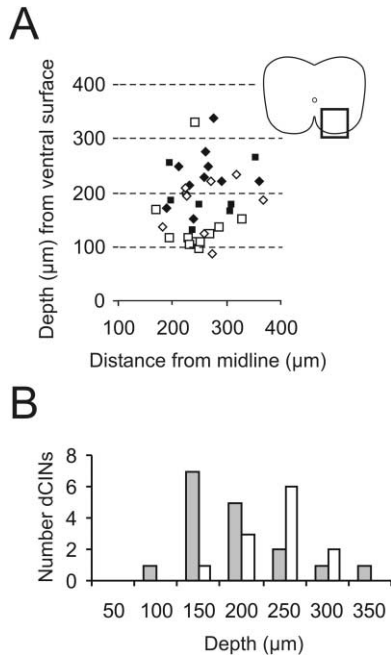 A
Depth (µm) from ventral surface
400
300
200
100
0
100 200 300 400
Distance from midline (µm)
B
Number dCINs
8
6
4
2
0
50 100 150 200 250 300 350
Depth (µm)